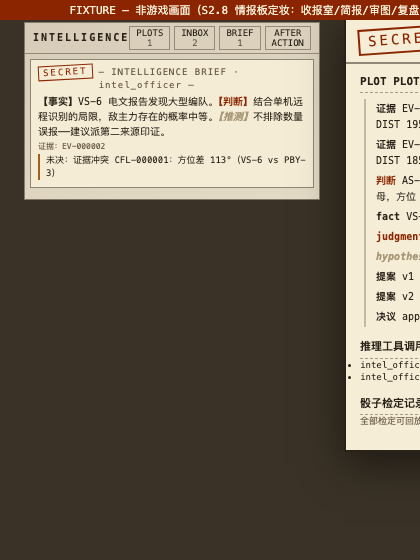 FIXTURE — 非游戏画面（S2.8 情报板定妆: 收报室/简报/审图/复盘
INTELLIGENCE
PLOTS 1
INBOX 2
BRIEF 1
AFTER ACTION
SECRET — INTELLIGENCE BRIEF ·
intel_officer —
【事实】VS—6 电文报告发现大型编队。【判断】结合单机远
程识别的局限，敌主力存在的概率中等。【推测】不排除数量
误报——建议派第二来源印证。
证据: EV—000002
未决: 证据冲突 CFL—000001: 方位差 113° (VS—6 vs PBY—
3)
SECRE
PLOT PLOT
证据 EV—
DIST 195
证据 EV—
DIST 185
判断 AS—
母，方位
fact VS—
judgment
hypothes
提案 v1
提案 v2
决议 app
推理工具调用
• intel_offic
• intel_offic
骰子检定记录
全部检定可回放